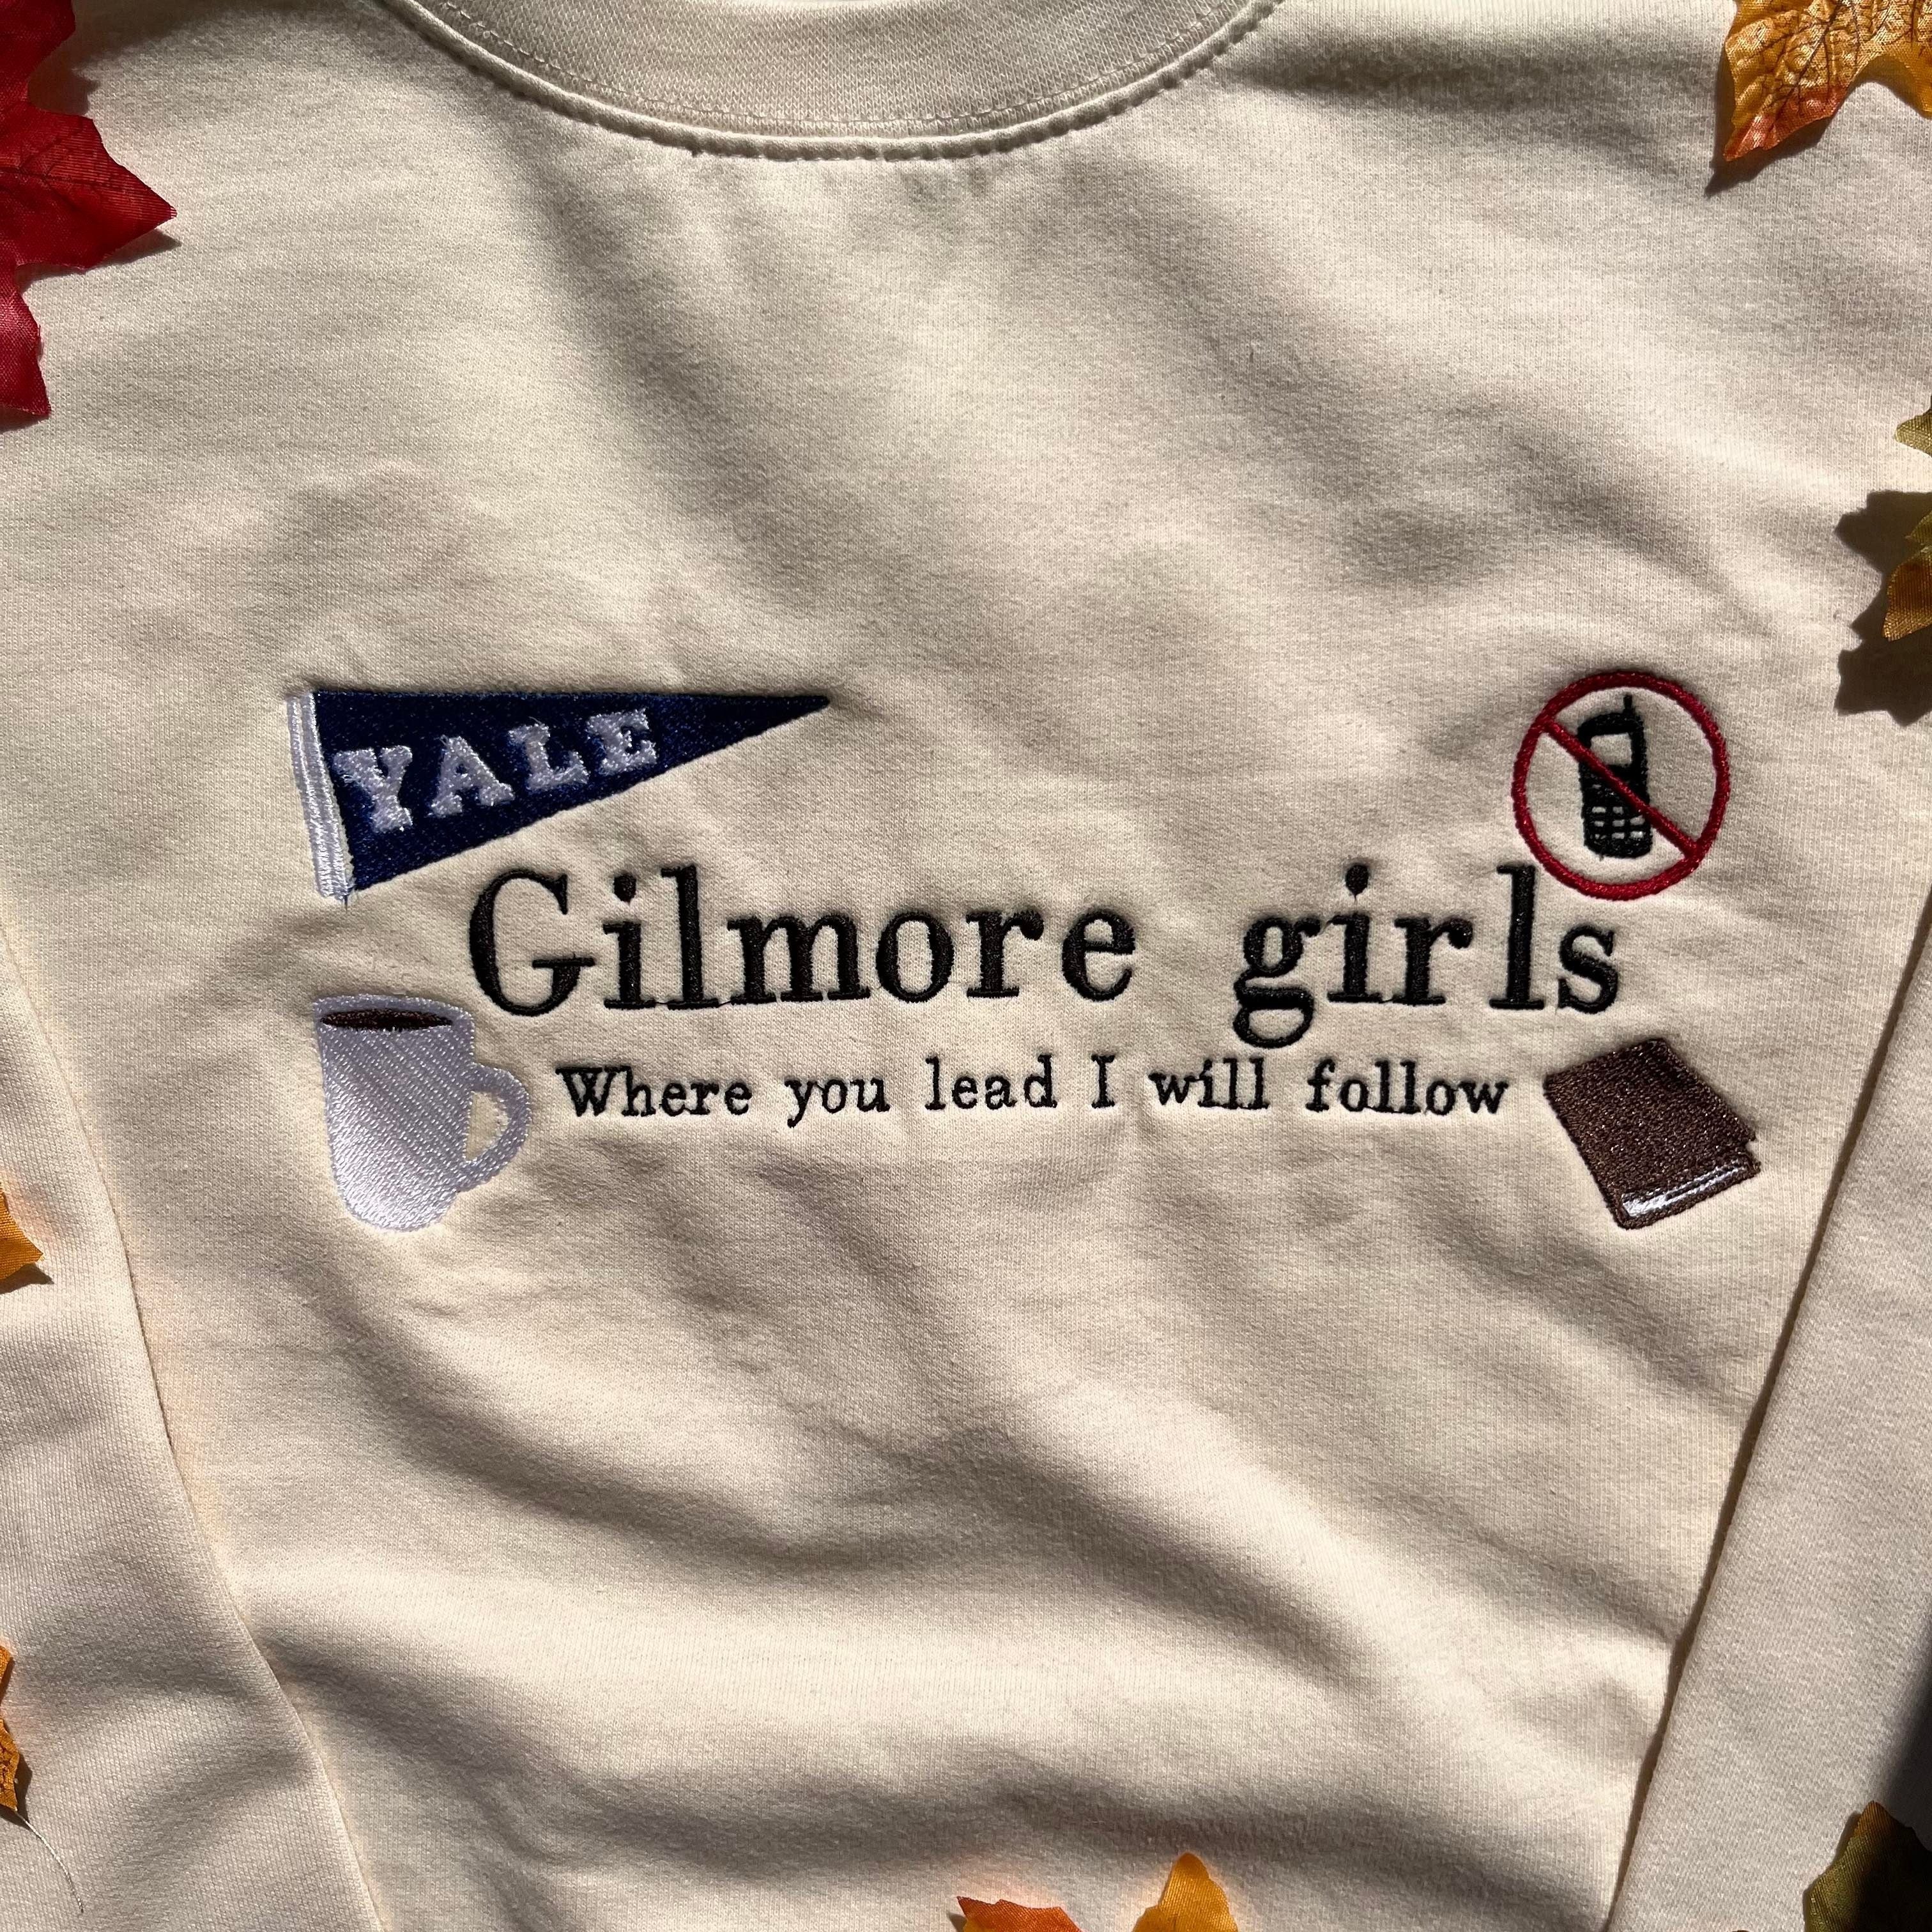 YALE
Gilmore girls
Where you lead I will follow